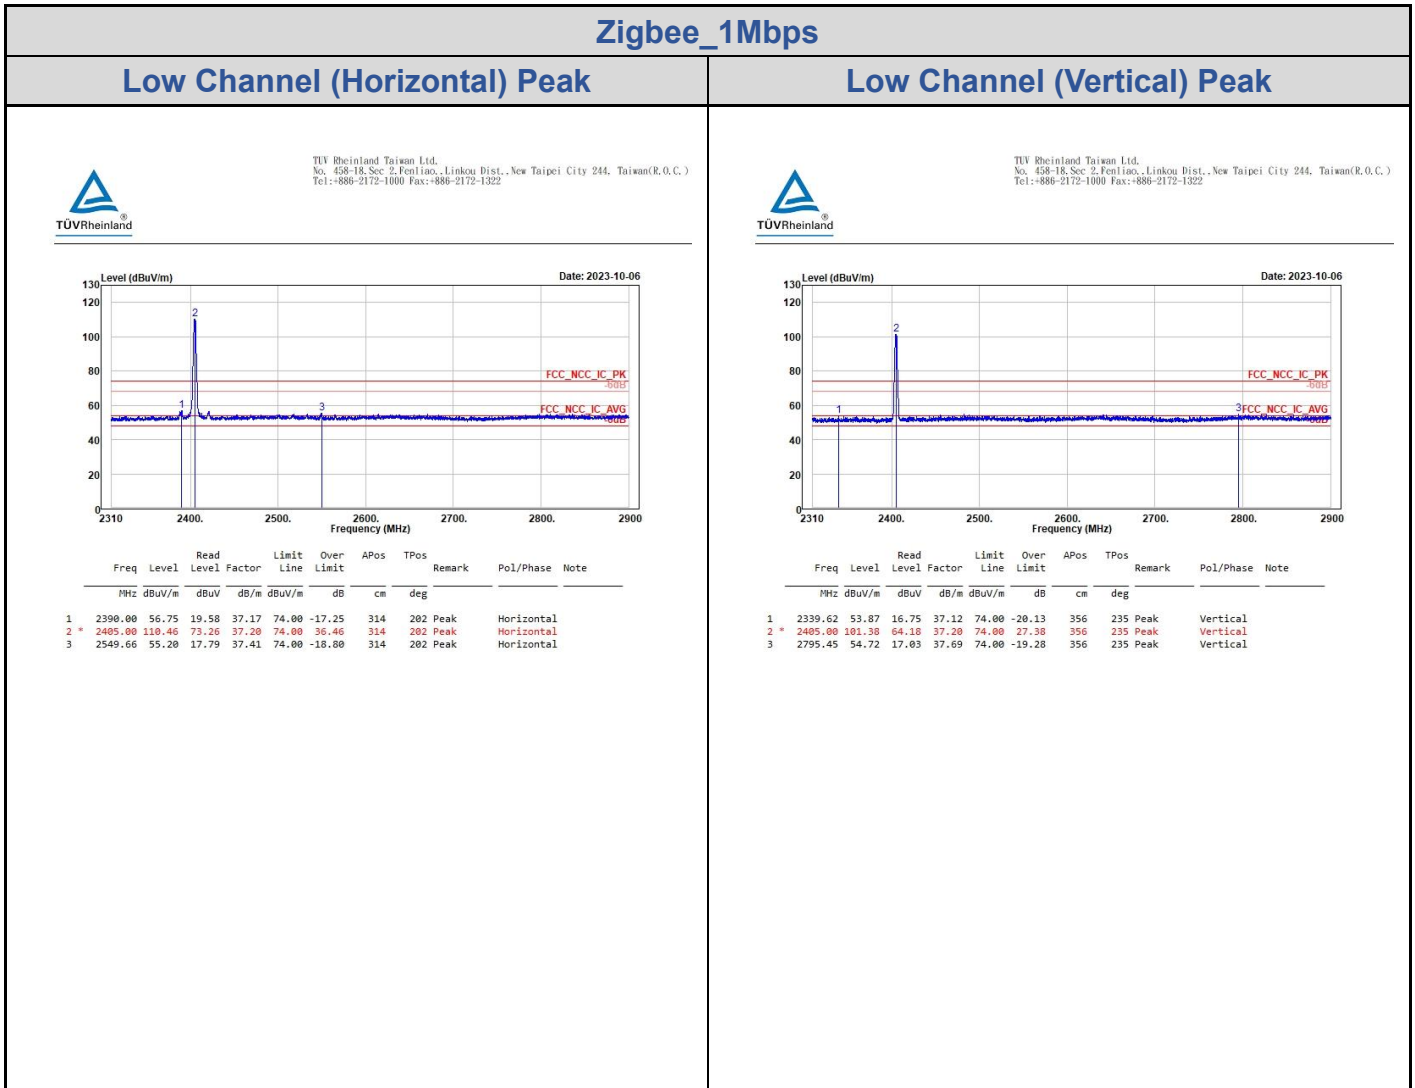 Zigbee_1Mbps
Low Channel (Horizontal) Peak
TUV Rheinland Taiwan Ltd.
No. 458-18.Sec 2.Fenliao..Linkou Dist..New Taipei City 244. Taiwan(R.O.C.)
Tel:+886-2172-1000 Fax:+886-2172-1322
TÜVRheinland ®
Level (dBuV/m) Date: 2023-10-06
130
120
100
80
60
40
20
0
2
1
3
FCC_NCC_IC_PK
-6dB
FCC_NCC_IC_AVG
-6dB
2310 2400. 2500. 2600. 2700. 2800. 2900
Frequency (MHz)
Read Limit Over APos TPos
Freq Level Level Factor Line Limit Remark Pol/Phase Note
MHz dBuV/m dBuV dB/m dBuV/m dB cm deg
1 2390.00 56.75 19.58 37.17 74.00 -17.25 314 202 Peak Horizontal
2 * 2405.00 110.46 73.26 37.20 74.00 36.46 314 202 Peak Horizontal
3 2549.66 55.20 17.79 37.41 74.00 -18.80 314 202 Peak Horizontal
Low Channel (Vertical) Peak
TUV Rheinland Taiwan Ltd.
No. 458-18.Sec 2.Fenliao..Linkou Dist..New Taipei City 244. Taiwan(R.O.C.)
Tel:+886-2172-1000 Fax:+886-2172-1322
TÜVRheinland ®
Level (dBuV/m) Date: 2023-10-06
130
120
100
80
60
40
20
0
2
1
3
FCC_NCC_IC_PK
-6dB
FCC_NCC_IC_AVG
-6dB
2310 2400. 2500. 2600. 2700. 2800. 2900
Frequency (MHz)
Read Limit Over APos TPos
Freq Level Level Factor Line Limit Remark Pol/Phase Note
MHz dBuV/m dBuV dB/m dBuV/m dB cm deg
1 2339.62 53.87 16.75 37.12 74.00 -20.13 356 235 Peak Vertical
2 * 2405.00 101.38 64.18 37.20 74.00 27.38 356 235 Peak Vertical
3 2795.45 54.72 17.03 37.69 74.00 -19.28 356 235 Peak Vertical